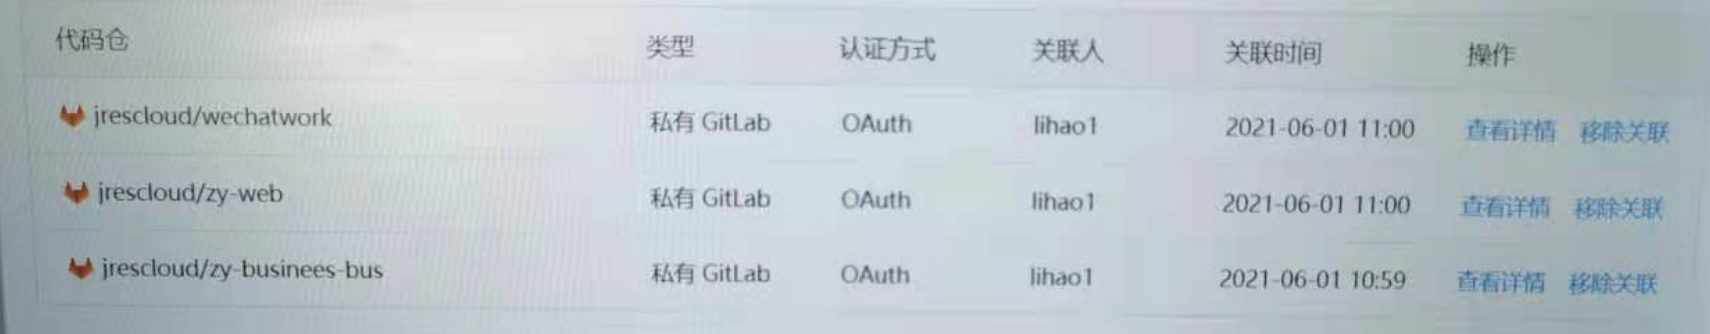 代码仓 类型 认证方式 关联人 关联时间 操作
jrescloud/wechatwork 私有 GitLab OAuth lihao1 2021-06-01 11:00 查看详情 移除关联
jrescloud/zy-web 私有 GitLab OAuth lihao1 2021-06-01 11:00 查看详情 移除关联
jrescloud/zy-businees-bus 私有 GitLab OAuth lihao1 2021-06-01 10:59 查看详情 移除关联